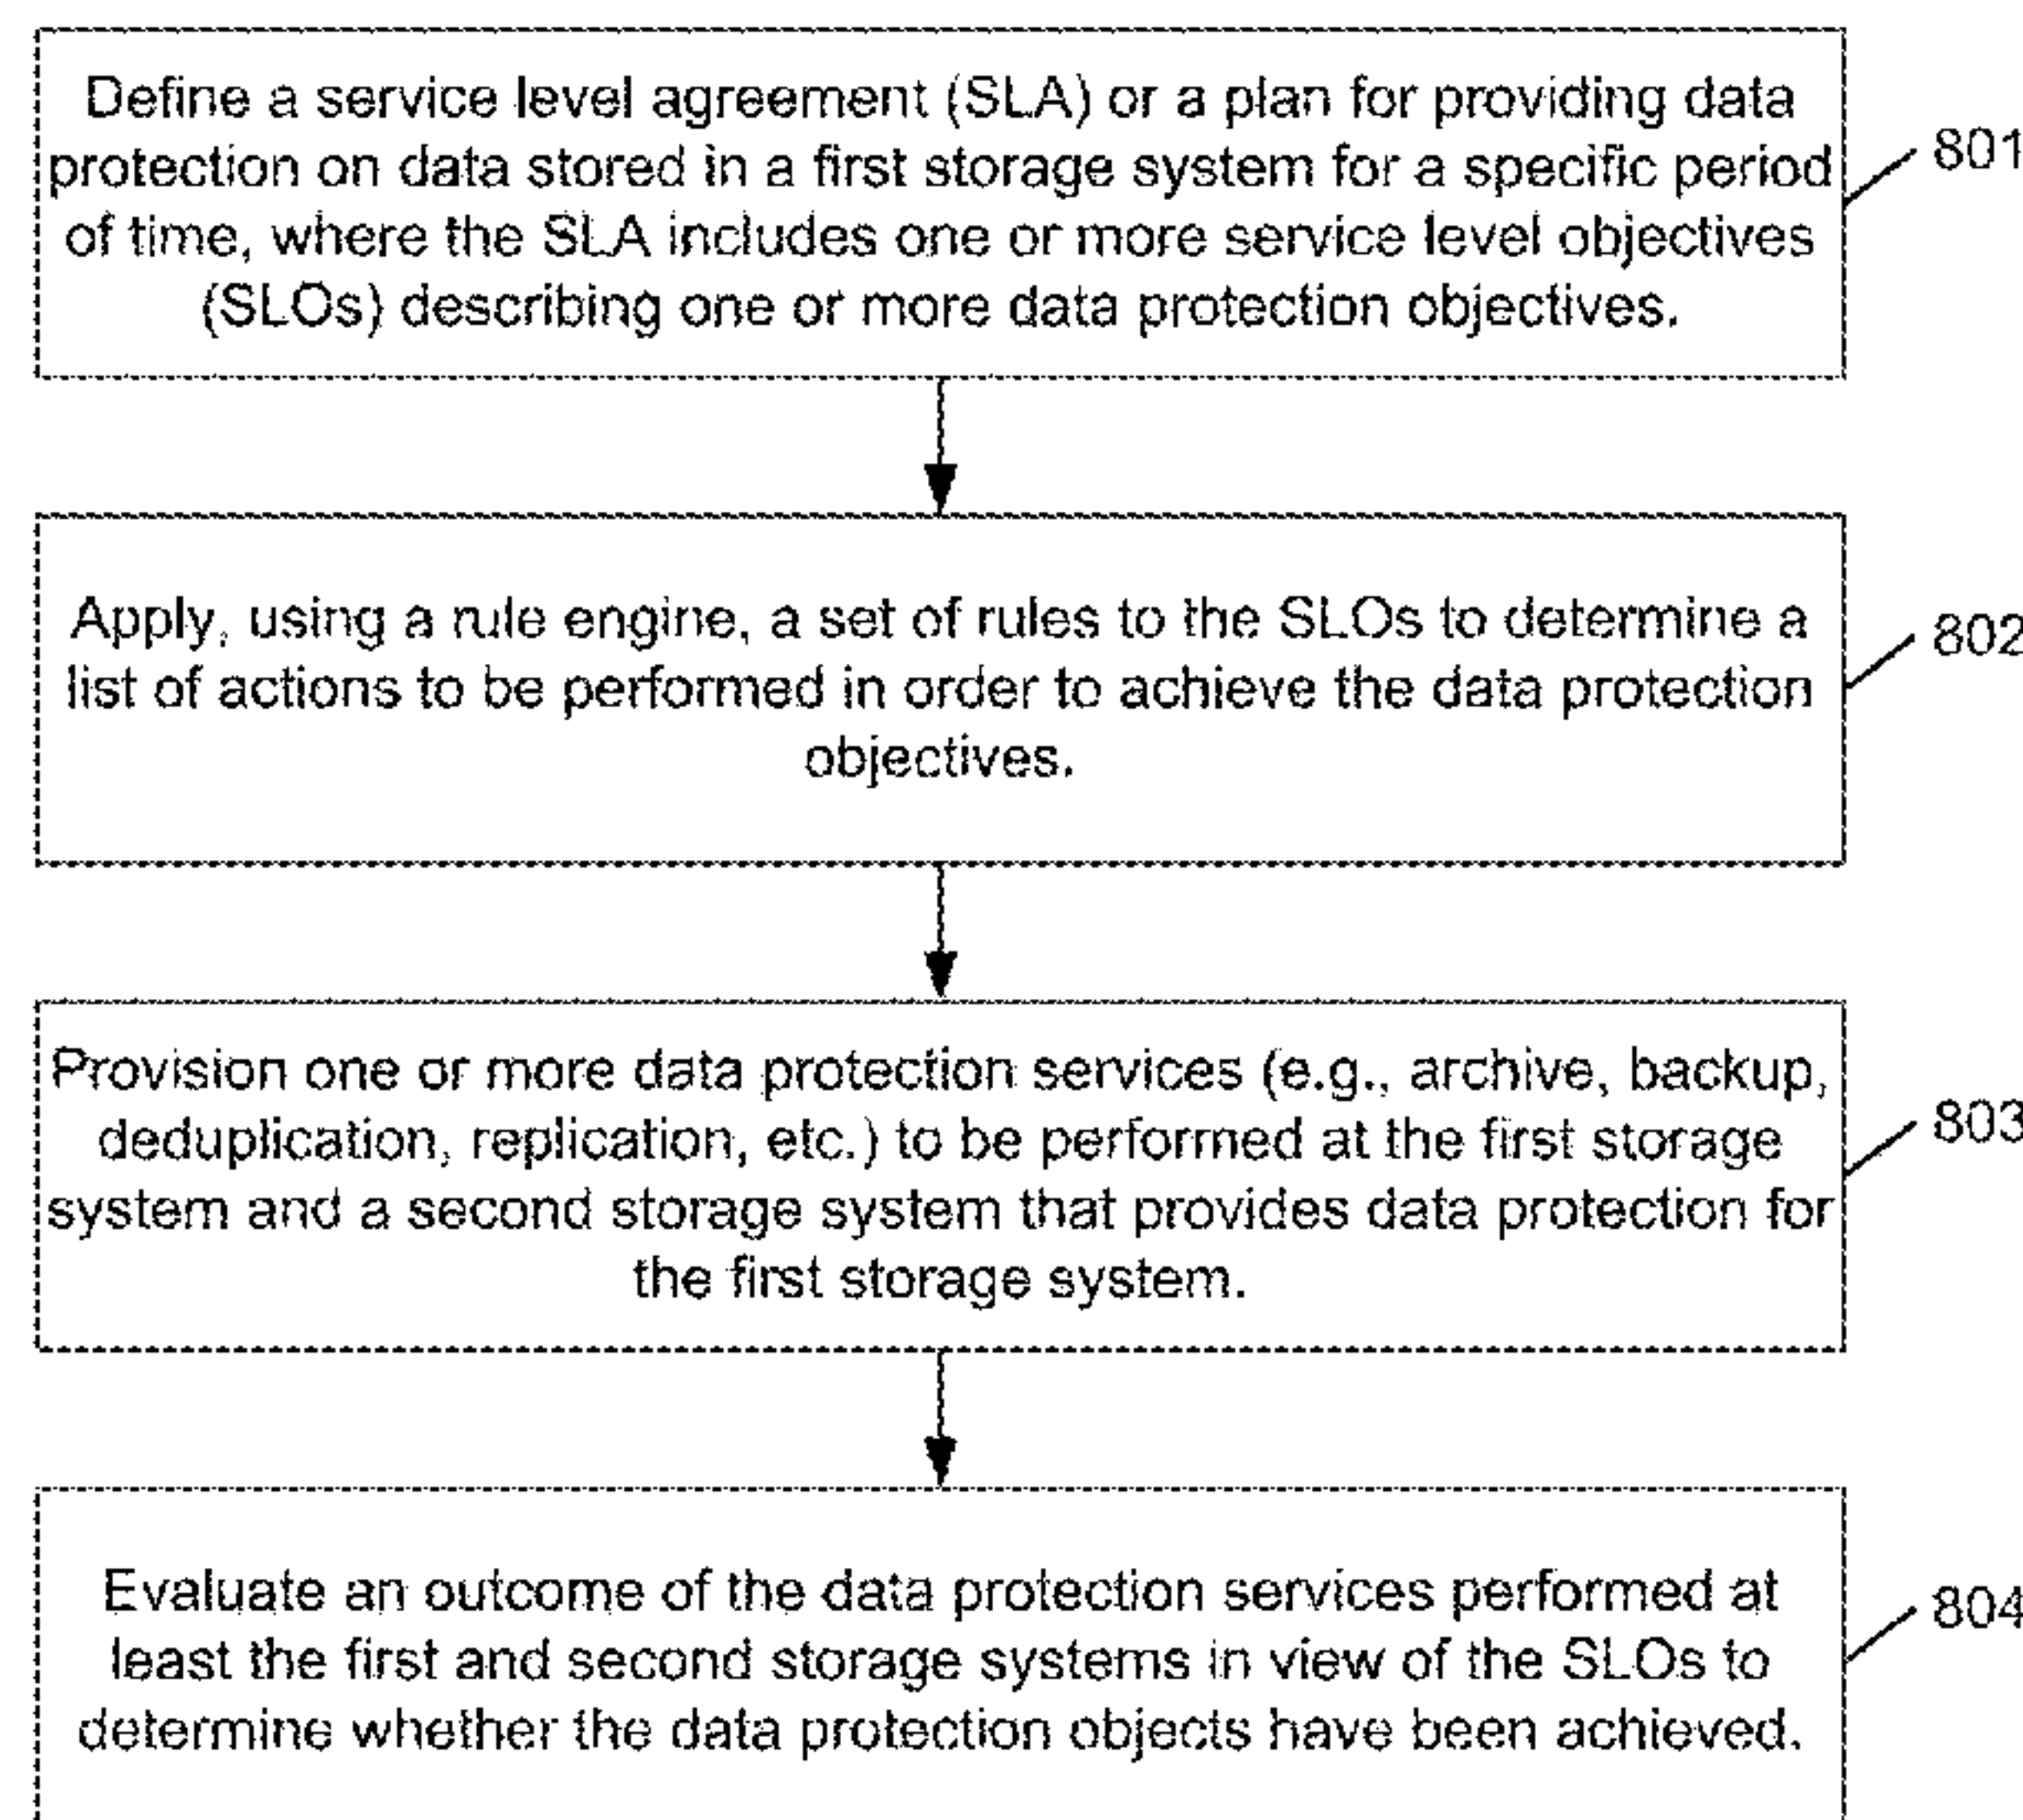 Define a service level agreement (SLA) or a plan for providing data
protection on data stored in a first storage system for a specific period
of time, where the SLA includes one or more service level objectives
(SLOs) describing one or more data protection objectives.
801
Apply, using a rule engine, a set of rules to the SLOs to determine a
list of actions to be performed in order to achieve the data protection
objectives.
802
Provision one or more data protection services (e.g., archive, backup,
deduplication, replication, etc.) to be performed at the first storage
system and a second storage system that provides data protection for
the first storage system.
803
Evaluate an outcome of the data protection services performed at
least the first and second storage systems in view of the SLOs to
determine whether the data protection objects have been achieved.
804